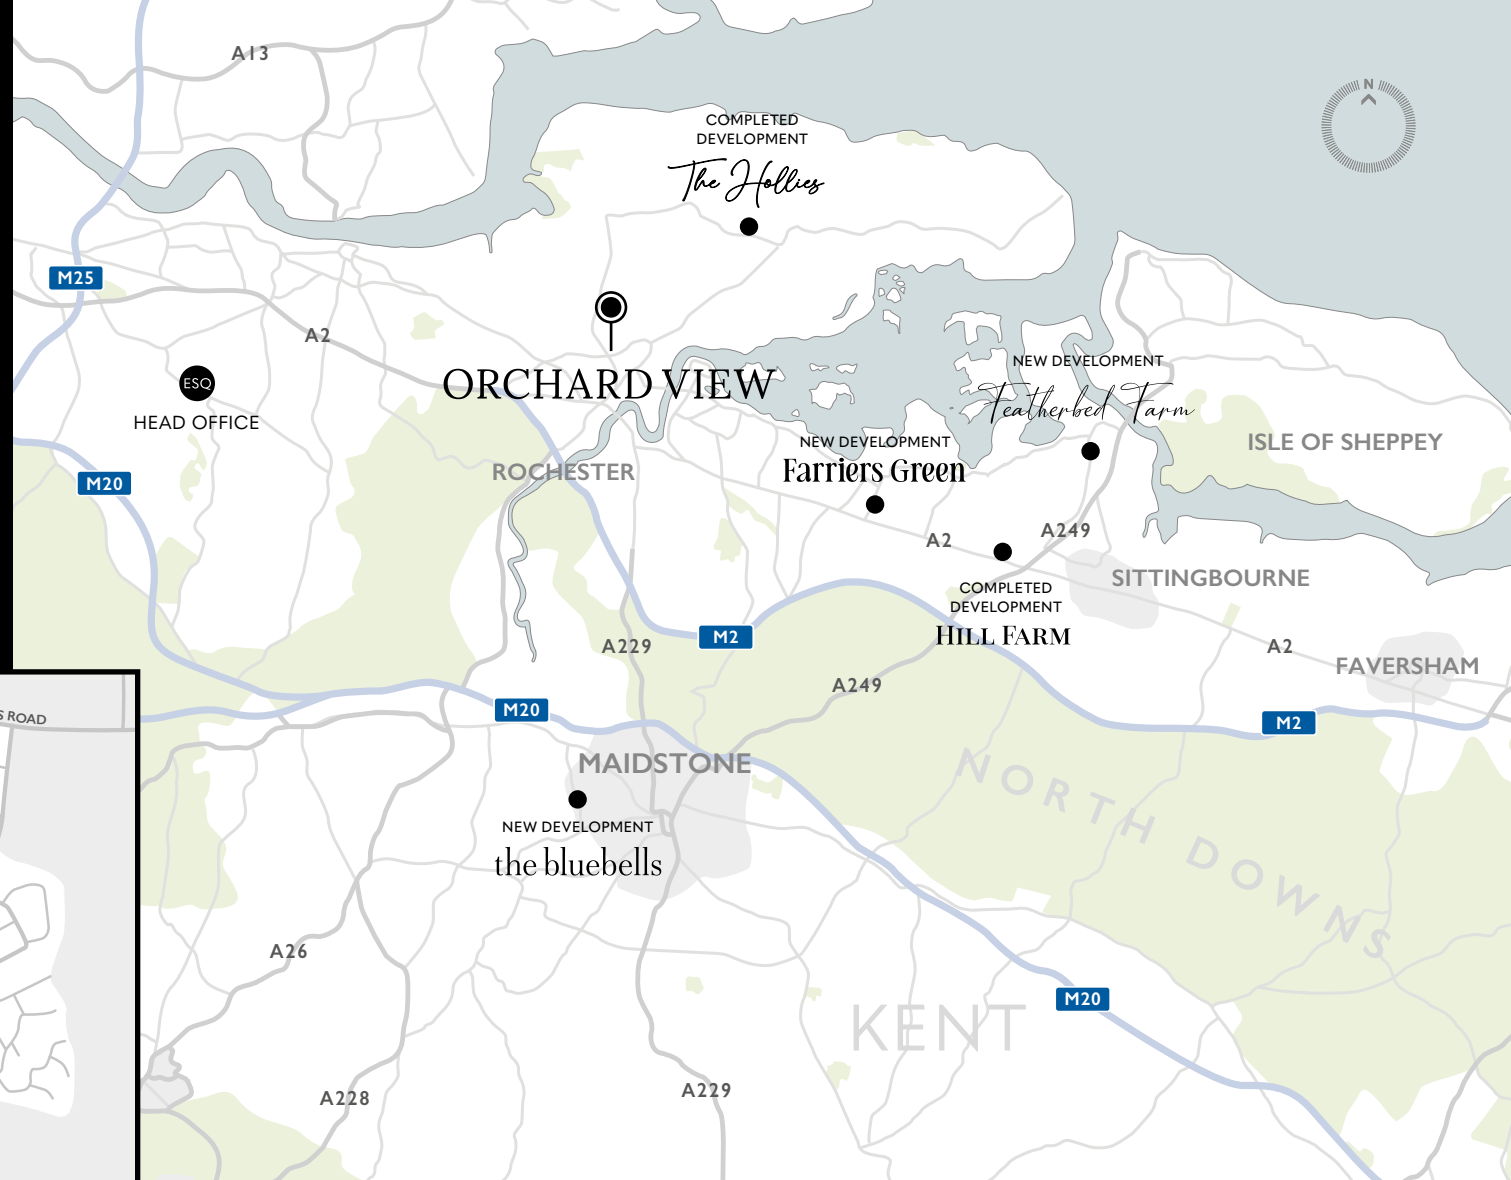 A13
N
COMPLETED
DEVELOPMENT
The Hollies
M25
A2
ORCHARD VIEW
ESQ
HEAD OFFICE
NEW DEVELOPMENT
Featherbed Farm
NEW DEVELOPMENT
Farriers Green
ISLE OF SHEPPEY
ROCHESTER
M20
A2
A249
SITTINGBOURNE
COMPLETED
DEVELOPMENT
HILL FARM
M2
A229
A2
FAVERSHAM
A249
M20
M2
S ROAD
MAIDSTONE
NORTH DOWNS
NEW DEVELOPMENT
the bluebells
A26
M20
KENT
A228
A229